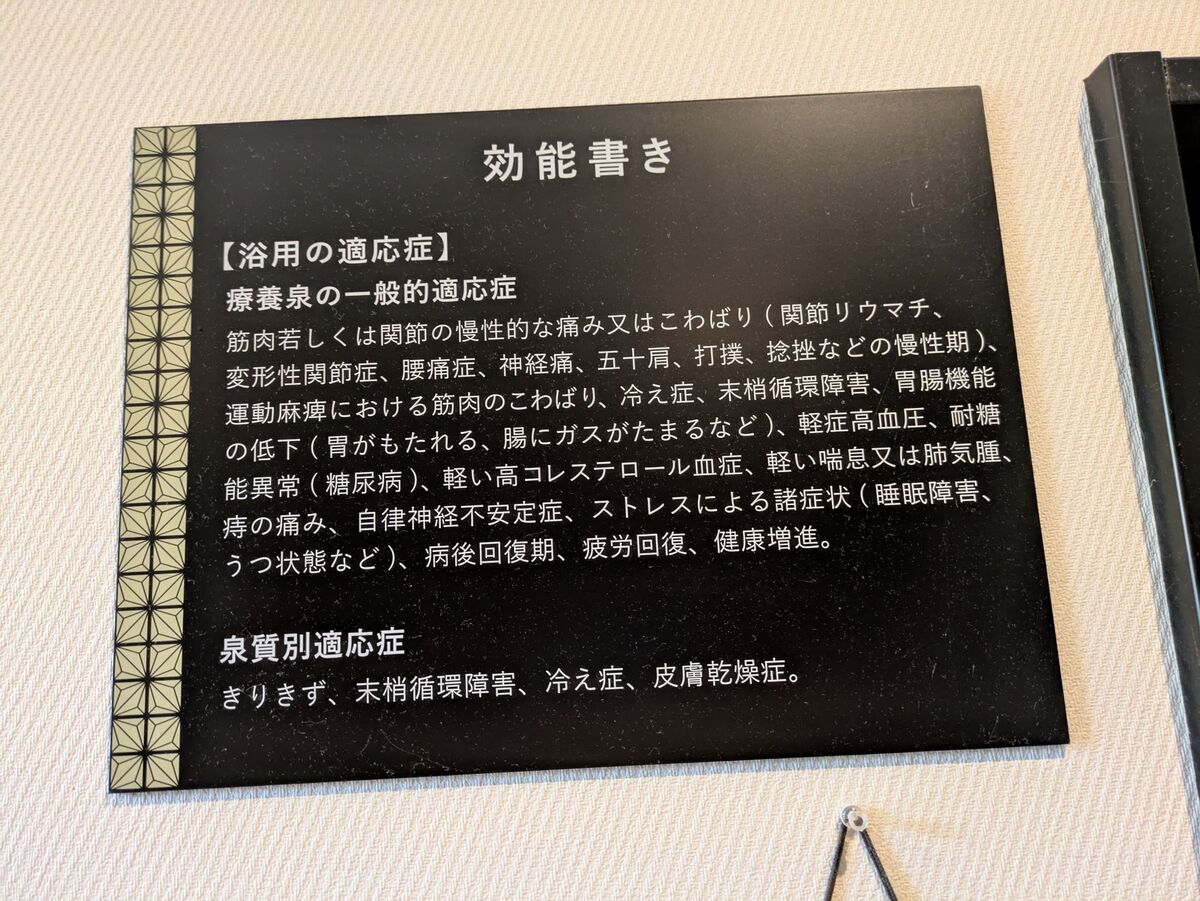 効能書き
【浴用の適応症】
療養泉の一般的適応症
筋肉若しくは関節の慢性的な痛み又はこわばり(関節リウマチ、
変形性関節症、腰痛症、神経痛、五十肩、打撲、捻挫などの慢性期)、
運動麻痺における筋肉のこわばり、冷え症、末梢循環障害、胃腸機能
の低下(胃がもたれる、腸にガスがたまるなど)、軽症高血圧、耐糖
能異常(糖尿病)、軽い高コレステロール血症、軽い喘息又は肺気腫、
痔の痛み、自律神経不安定症、ストレスによる諸症状(睡眠障害、
うつ状態など)、病後回復期、疲労回復、健康増進。
泉質別適応症
きりきず、末梢循環障害、冷え症、皮膚乾燥症。